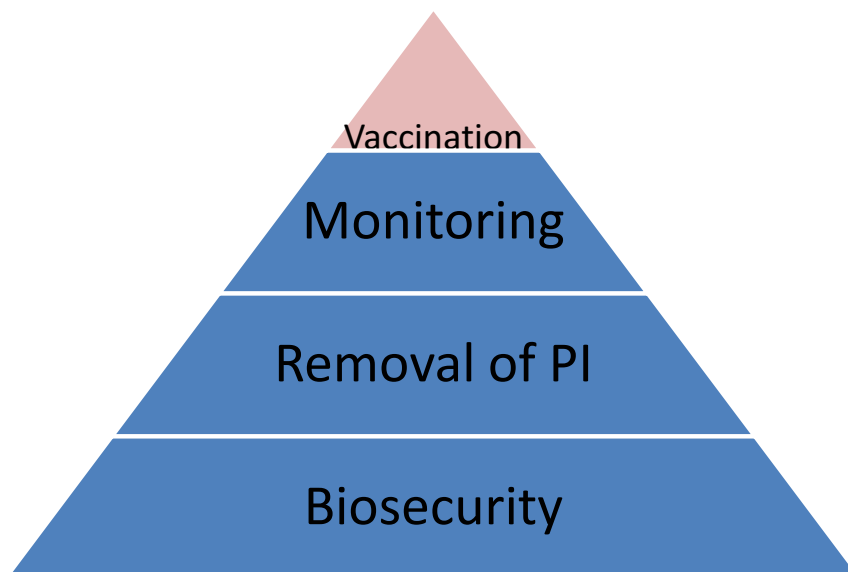 Vaccination
Monitoring
Removal of PI
Biosecurity